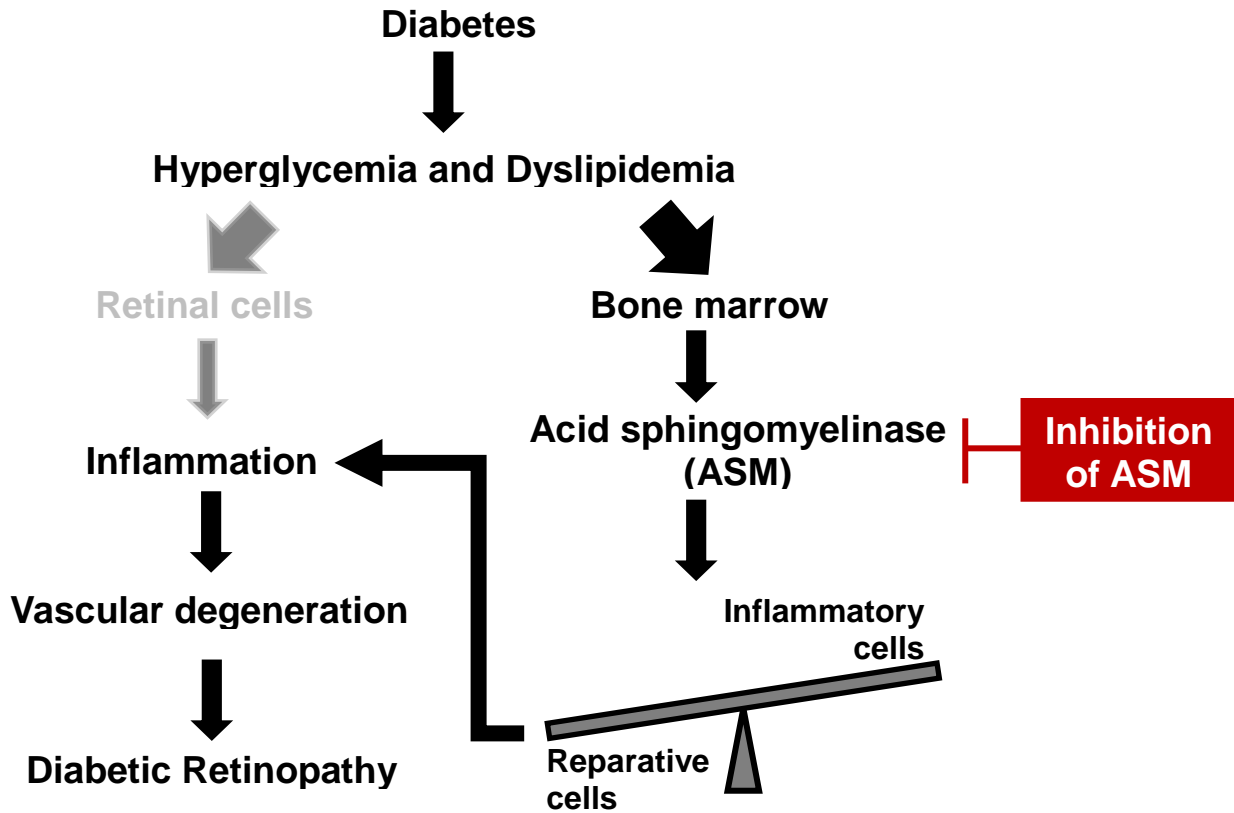 Diabetes
Hyperglycemia and Dyslipidemia
Retinal cells
Bone marrow
Acid sphingomyelinase
(ASM)
Inhibition
of ASM
Inflammation
Vascular degeneration
Inflammatory
cells
Diabetic Retinopathy
Reparative
cells